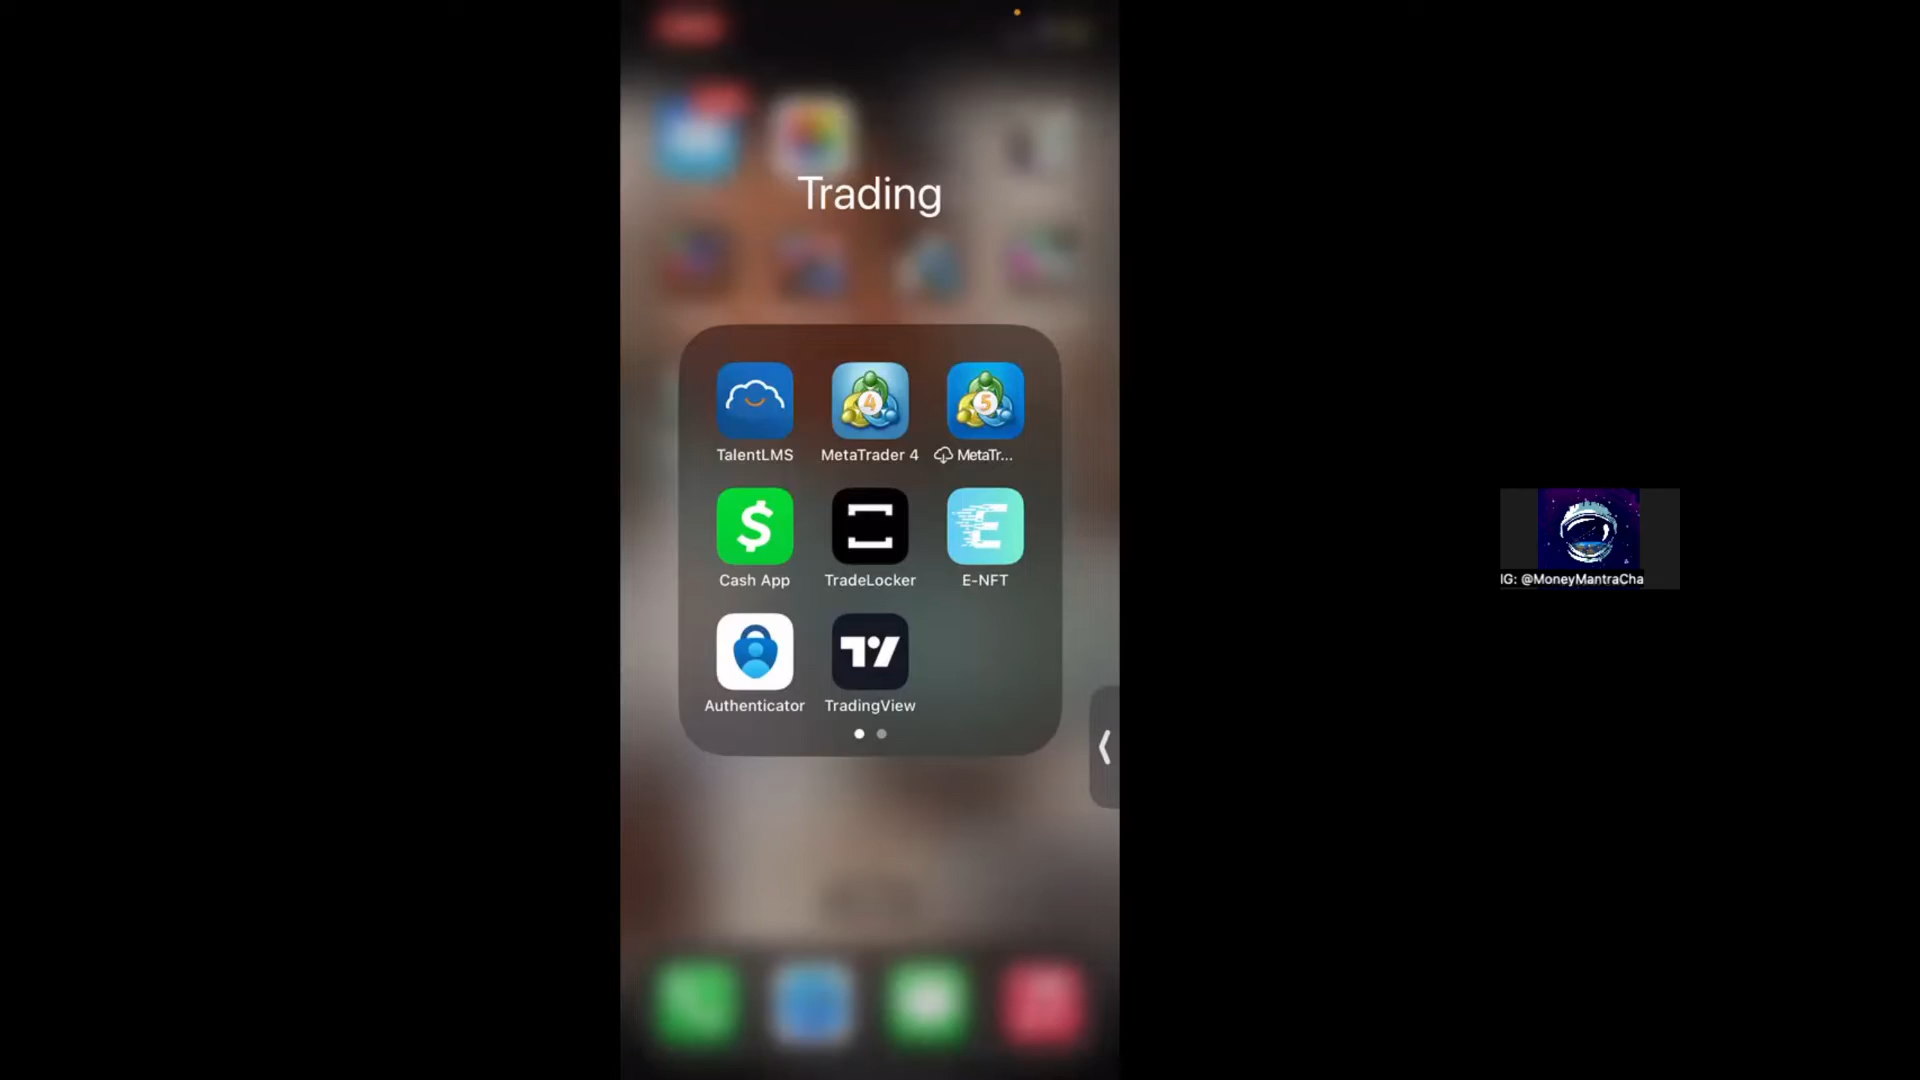 Trading
TalentLMS
MetaTrader 4
MetaTr...
Cash App
TradeLocker
E-NFT
Authenticator
TradingView
IG: @MoneyMantraCha